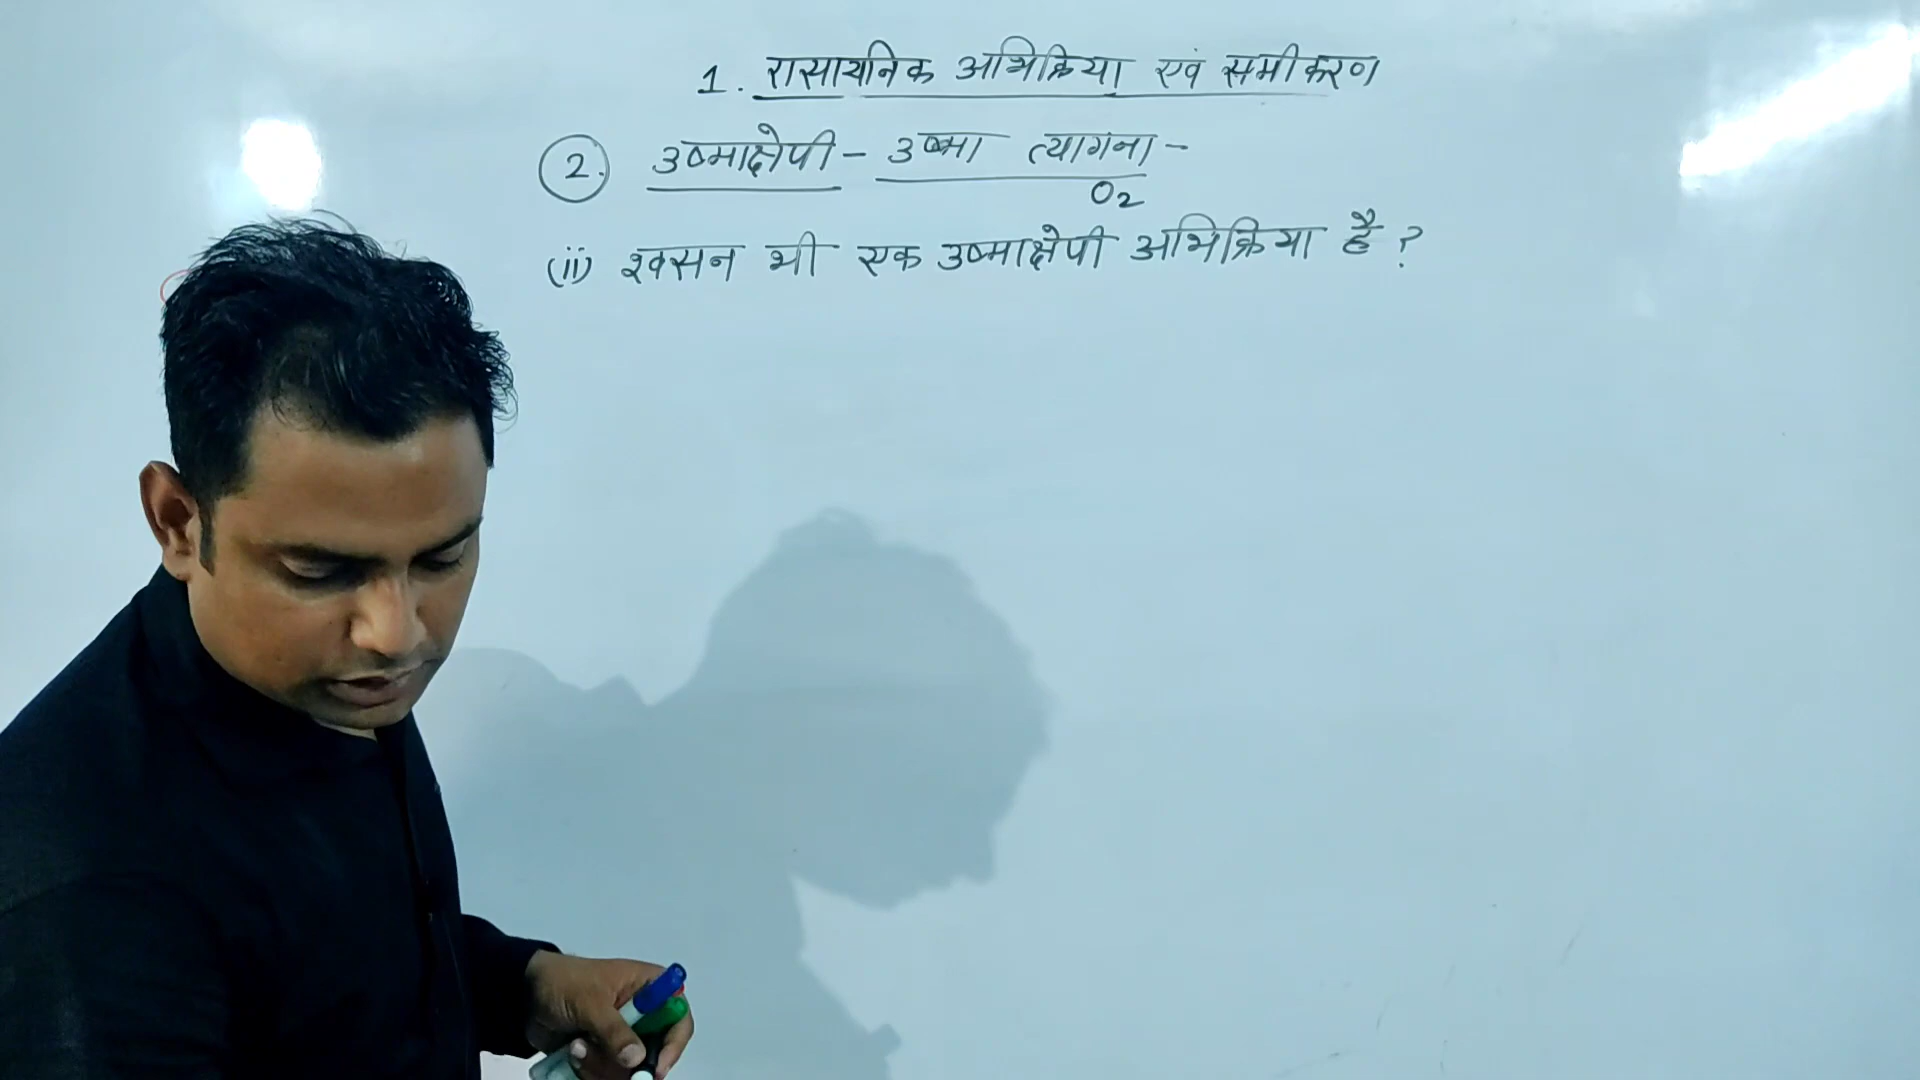 1. रासायनिक अभिक्रिया एवं समीकरण
2. उष्माक्षेपी – उष्मा त्यागना –
O2
(ii) श्वसन भी एक उष्माक्षेपी अभिक्रिया है ?